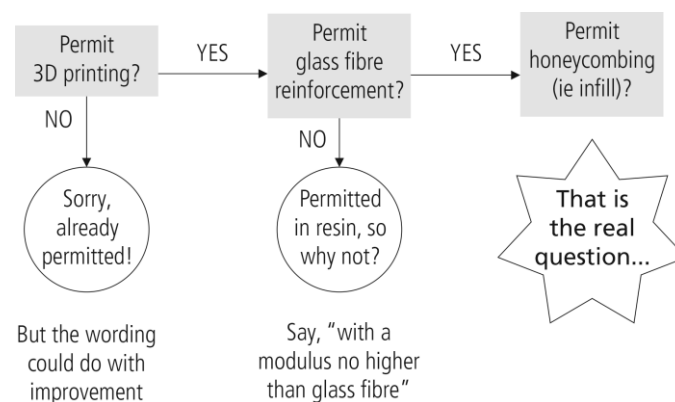 Permit
3D printing?
YES
Permit
glass fibre
reinforcement?
YES
Permit
honeycombing
(ie infill)?
NO
NO
Sorry,
already
permitted!
Permitted
in resin, so
why not?
That is
the real
question...
But the wording
could do with
improvement
Say, “with a
modulus no higher
than glass fibre”